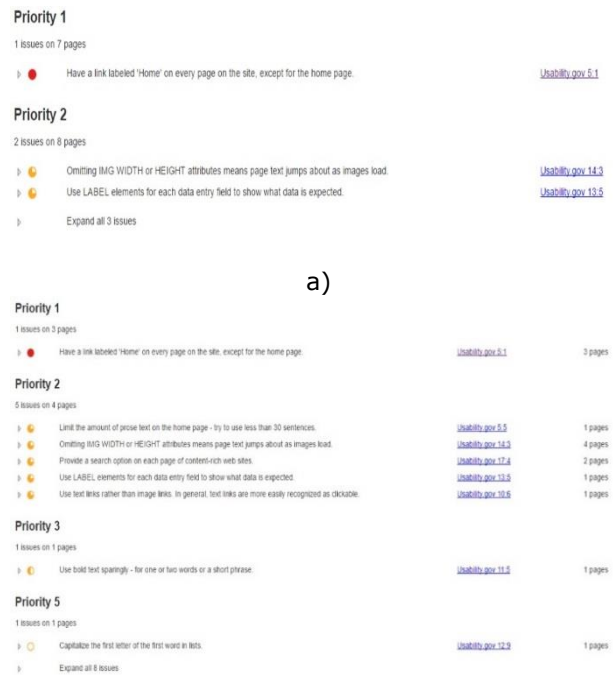 Priority 1
1 issues on 7 pages
Have a link labeled 'Home' on every page on the site, except for the home page. Usability.gov 5:1
Priority 2
2 issues on 8 pages
Omitting IMG WIDTH or HEIGHT attributes means page text jumps about as images load. Usability.gov 14:3
Use LABEL elements for each data entry field to show what data is expected. Usability.gov 13:5
Expand all 3 issues
a)
Priority 1
1 issues on 3 pages
Have a link labeled 'Home' on every page on the site, except for the home page. Usability.gov 5:1 3 pages
Priority 2
5 issues on 4 pages
Limit the amount of prose text on the home page - try to use less than 30 sentences. Usability.gov 5:5 1 pages
Omitting IMG WIDTH or HEIGHT attributes means page text jumps about as images load. Usability.gov 14:3 4 pages
Provide a search option on each page of content-rich web sites. Usability.gov 17:4 2 pages
Use LABEL elements for each data entry field to show what data is expected. Usability.gov 13:5 1 pages
Use text links rather than image links. In general, text links are more easily recognized as clickable. Usability.gov 10:6 1 pages
Priority 3
1 issues on 1 pages
Use bold text sparingly - for one or two words or a short phrase. Usability.gov 11:5 1 pages
Priority 5
1 issues on 1 pages
Capitalize the first letter of the first word in lists. Usability.gov 12:9 1 pages
Expand all 8 issues